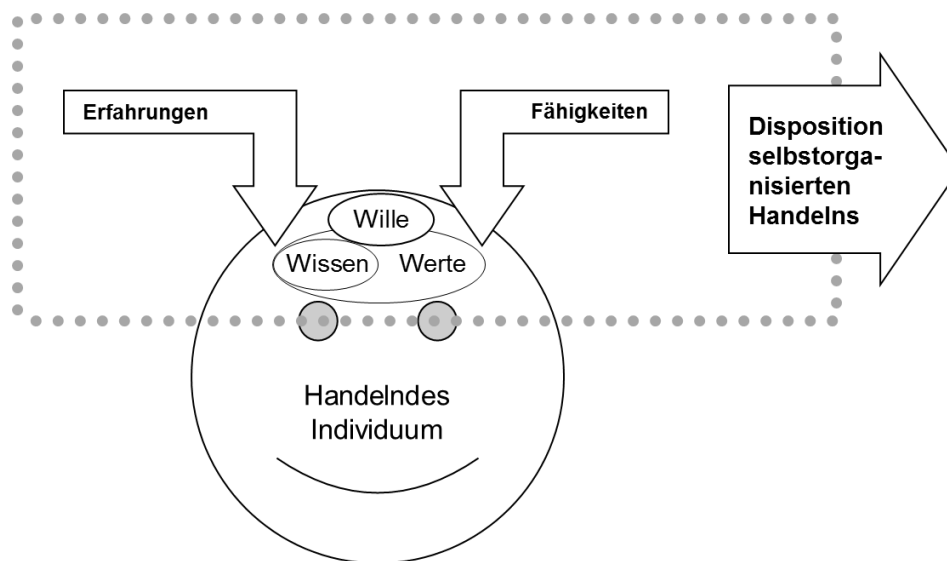 Erfahrungen
Fähigkeiten
Disposition
selbstorga-
nisierten
Handelns
Wille
Wissen
Werte
Handelndes
Individuum